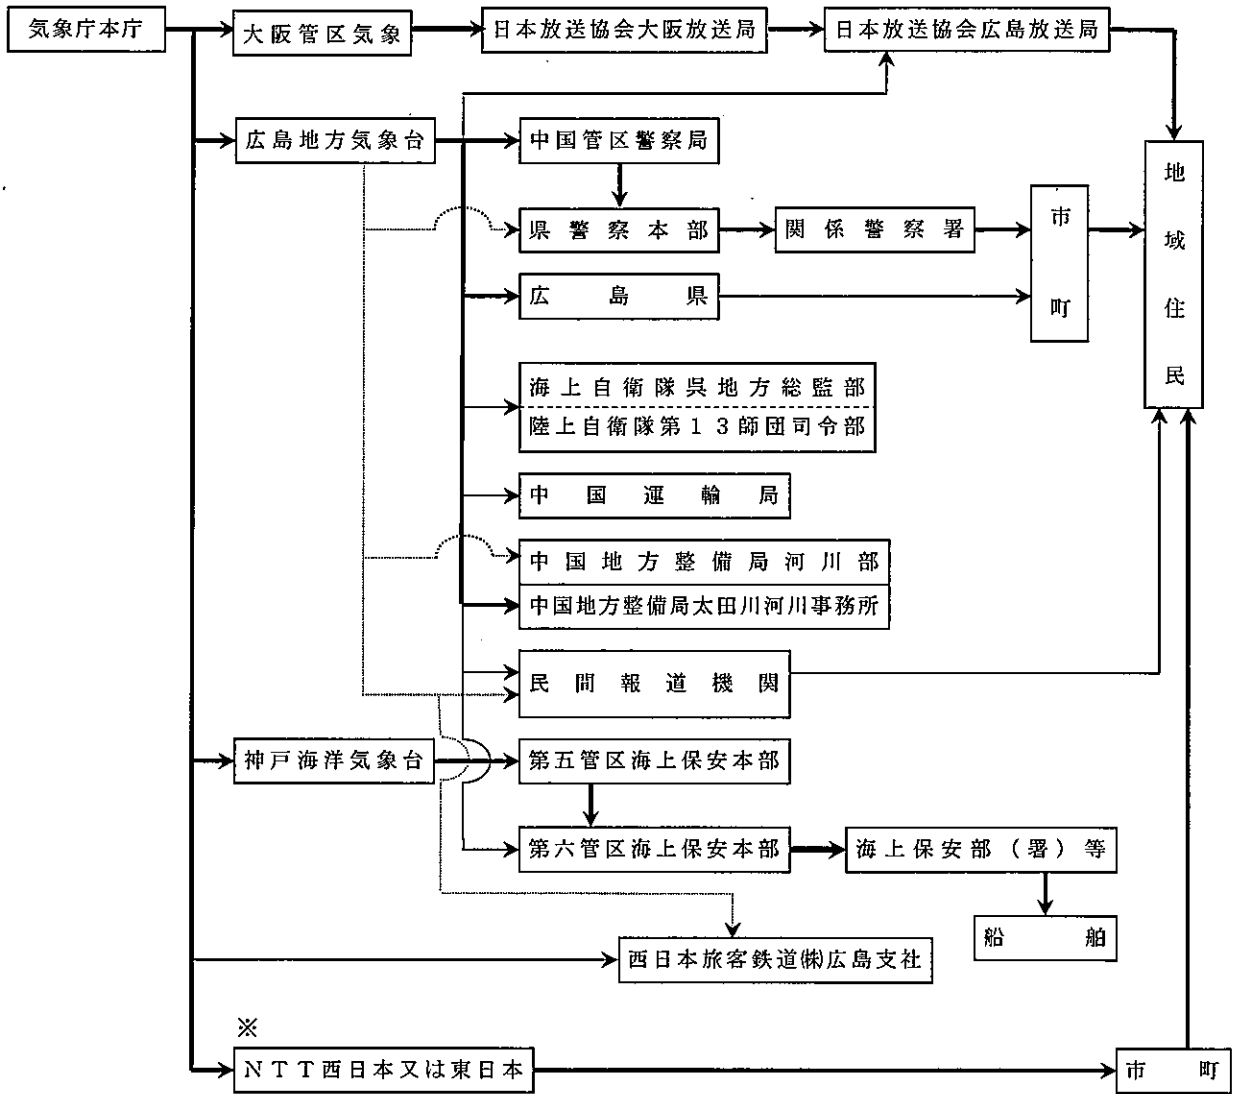 気象庁本庁
大阪管区気象
日本放送協会大阪放送局
日本放送協会広島放送局
広島地方気象台
中国管区警察局
県警察本部
関係警察署
市町
地域住民
広島県
海上自衛隊呉地方総監部
陸上自衛隊第13師団司令部
中国運輸局
中国地方整備局河川部
中国地方整備局太田川河川事務所
民間報道機関
神戸海洋気象台
第五管区海上保安本部
第六管区海上保安本部
海上保安部（署）等
船舶
西日本旅客鉄道㈱広島支社
※
NTT西日本又は東日本
市町